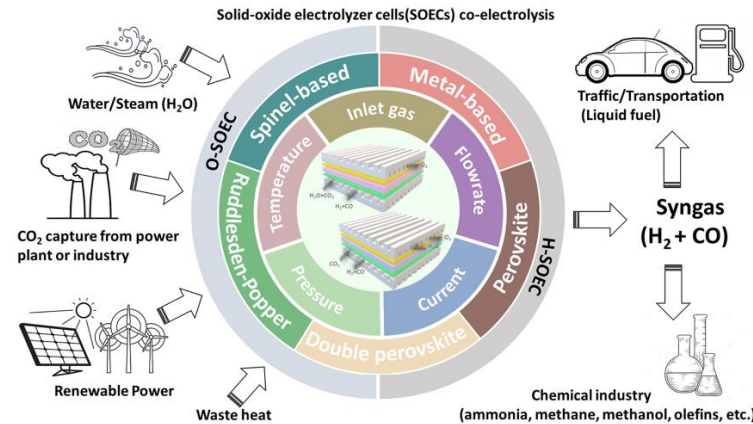 Solid-oxide electrolyzer cells(SOECs) co-electrolysis
Water/Steam (H₂O)
CO₂
CO₂ capture from power
plant or industry
Renewable Power
Waste heat
O-SOEC
H-SOEC
Spinel-based
Metal-based
Perovskite
Double perovskite
Ruddlesden-Popper
Inlet gas
Flowrate
Current
Pressure
Temperature
H₂O+CO₂
H₂+CO
O₂
CO₂
H₂+CO
O₂
Syngas
(H₂ + CO)
Traffic/Transportation
(Liquid fuel)
Chemical industry
(ammonia, methane, methanol, olefins, etc.)